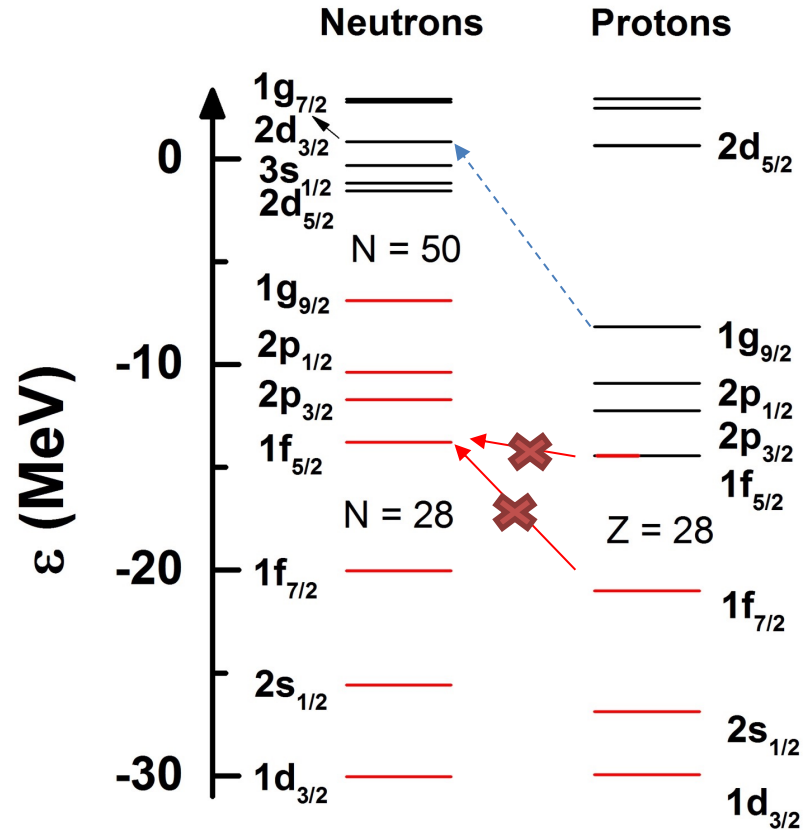 Neutrons Protons
1g7/2
2d3/2
0
2d5/2
3s1/2
2d5/2
N = 50
1g9/2
1g9/2
2p1/2
-10
2p1/2
2p3/2
2p3/2
1f5/2
1f5/2
ε (MeV)
N = 28
Z = 28
-20
1f7/2
1f7/2
2s1/2
2s1/2
-30
1d3/2
1d3/2